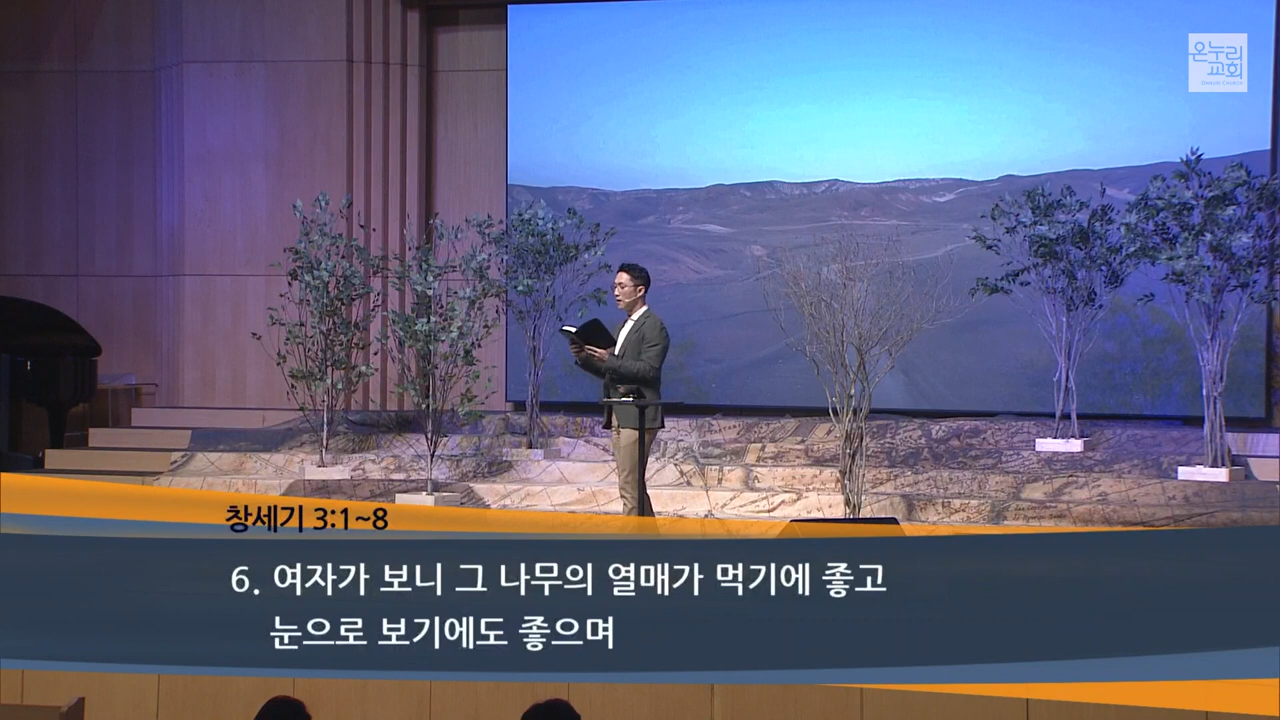 온누리
교회
ONNURI CHURCH
창세기 3:1~8
6. 여자가 보니 그 나무의 열매가 먹기에 좋고
눈으로 보기에도 좋으며